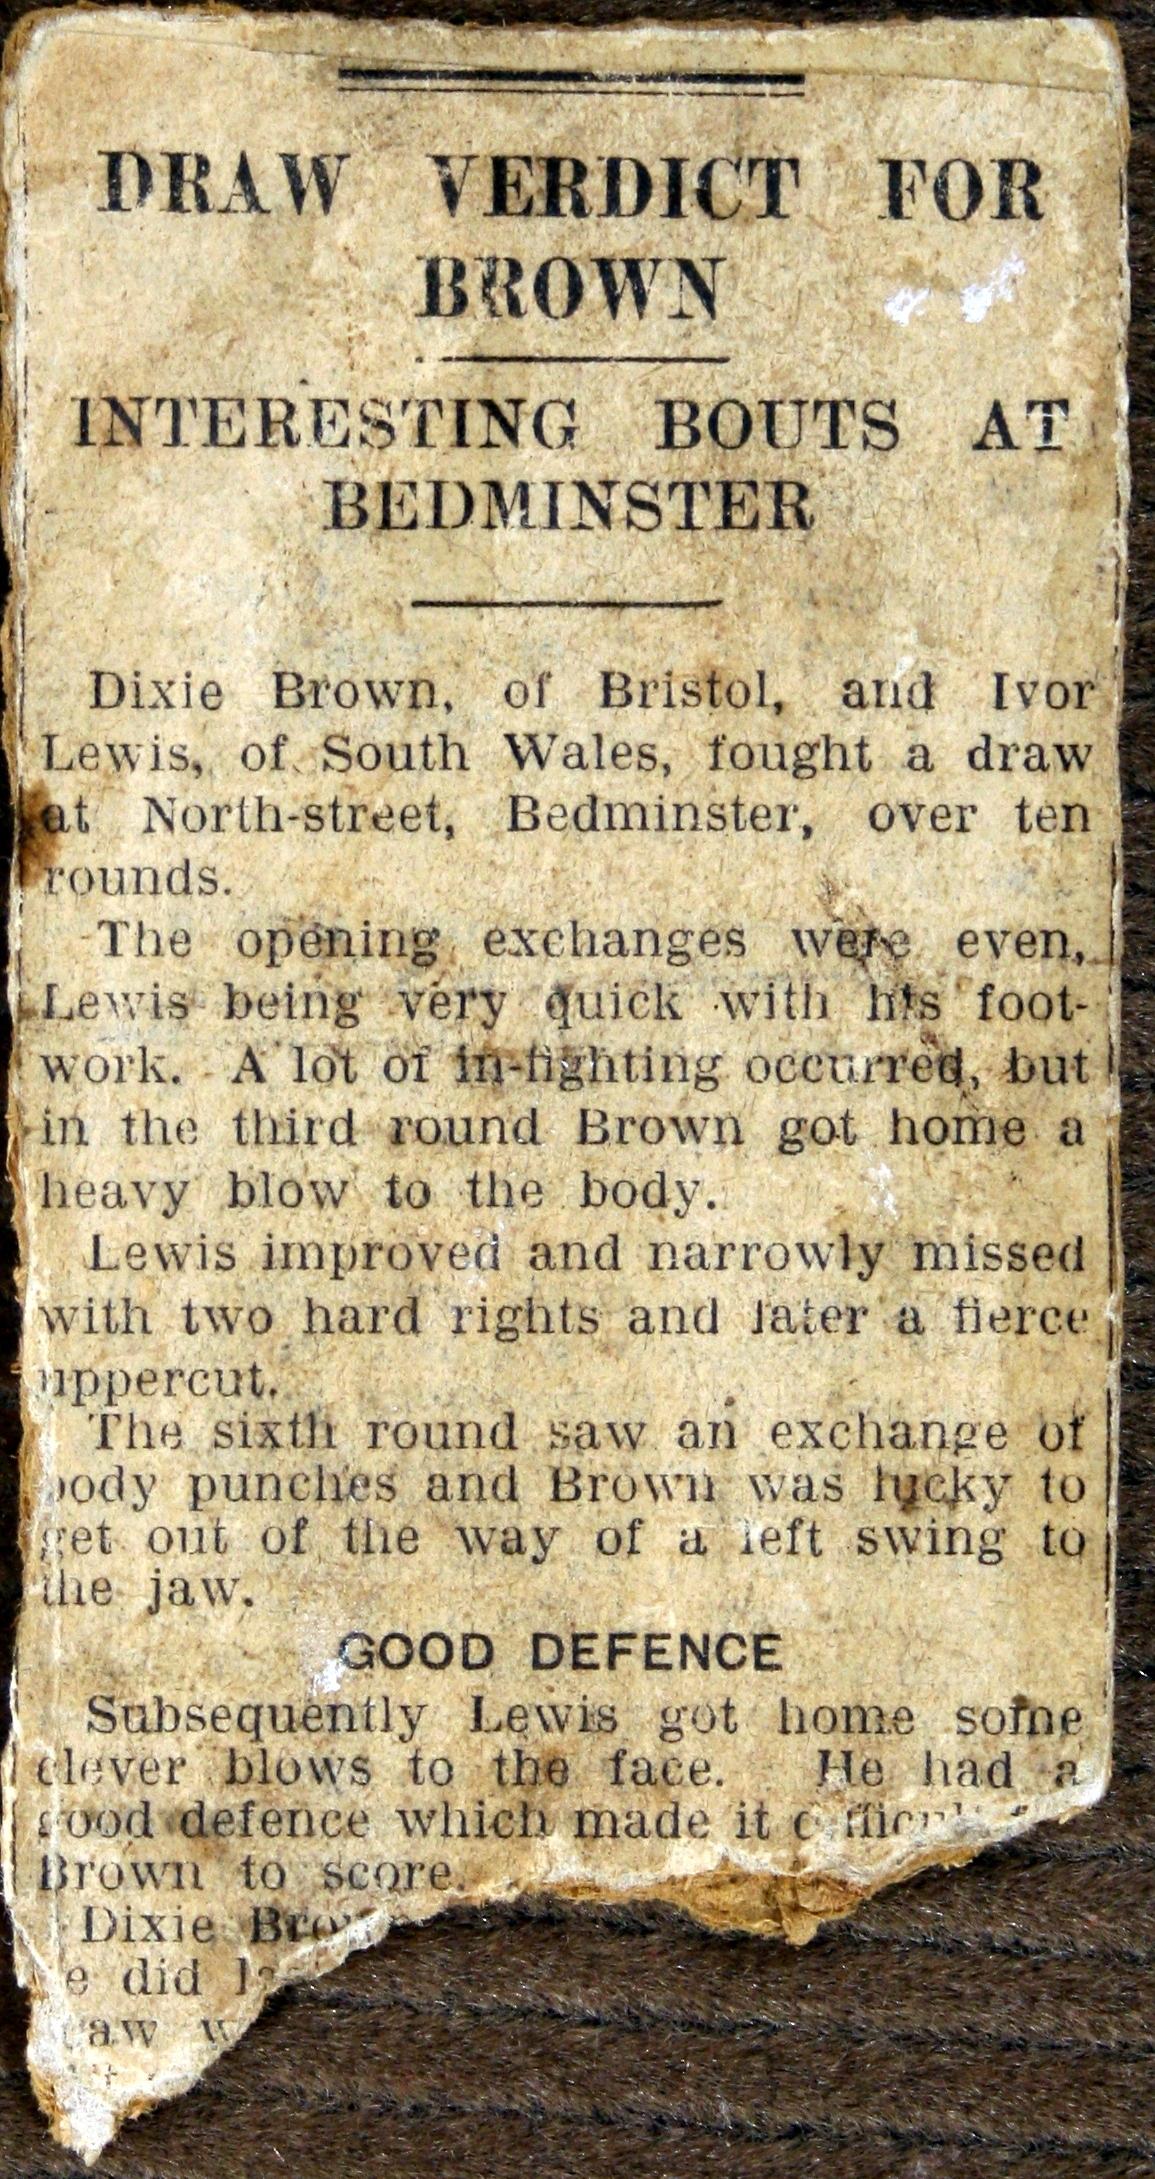 DRAW VERDICT FOR
BROWN
INTERESTING BOUTS AT
BEDMINSTER
Dixie Brown, of Bristol, and Ivor
Lewis, of South Wales, fought a draw
at North-street, Bedminster, over ten
rounds.
The opening exchanges were even,
Lewis being very quick with his foot-
work. A lot of in-fighting occurred, but
in the third round Brown got home a
heavy blow to the body.
Lewis improved and narrowly missed
with two hard rights and later a fierce
uppercut.
The sixth round saw an exchange of
body punches and Brown was lucky to
get out of the way of a left swing to
the jaw.
GOOD DEFENCE
Subsequently Lewis got home some
clever blows to the face. He had a
good defence which made it difficult
Brown to score.
Dixie Brown
did